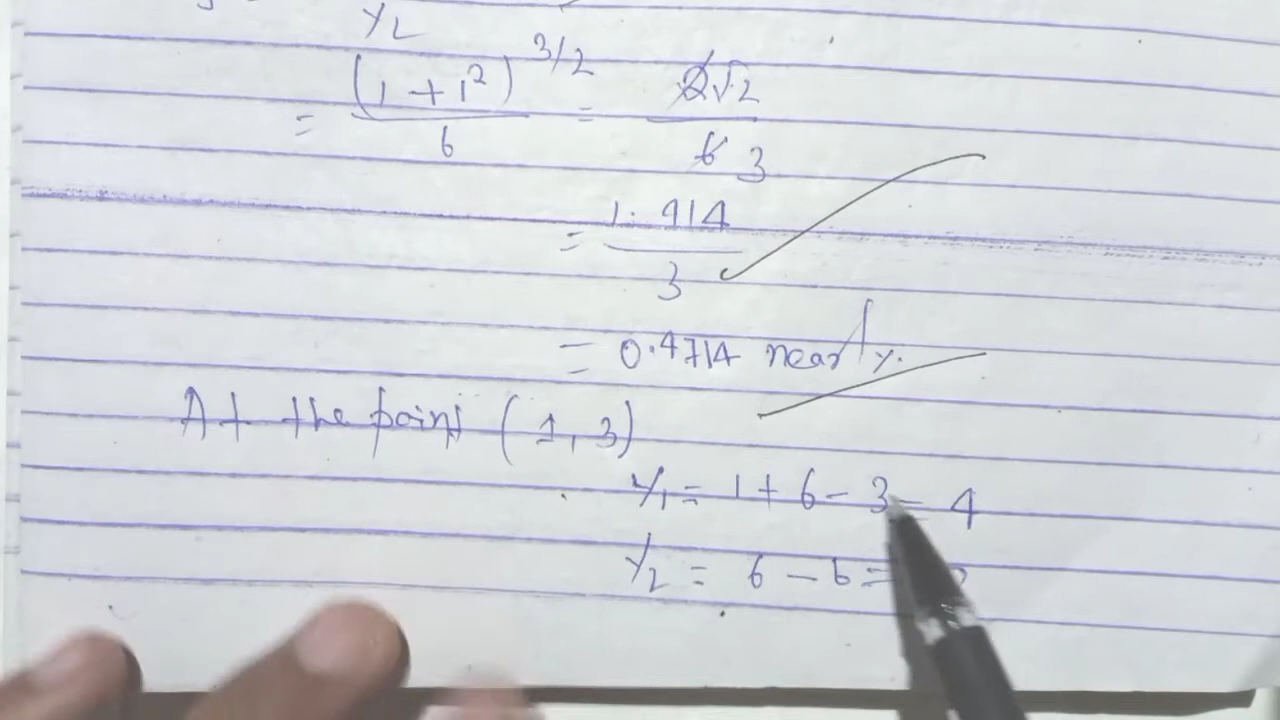 y₂
= (1 + 1²)^3/2 / 6 = 2√2 / 6 3
= 1.414 / 3
= 0.4714 nearly.
At the point (1, 3)
y₁ = 1 + 6 - 3 = 4
y₂ = 6 - 6 =